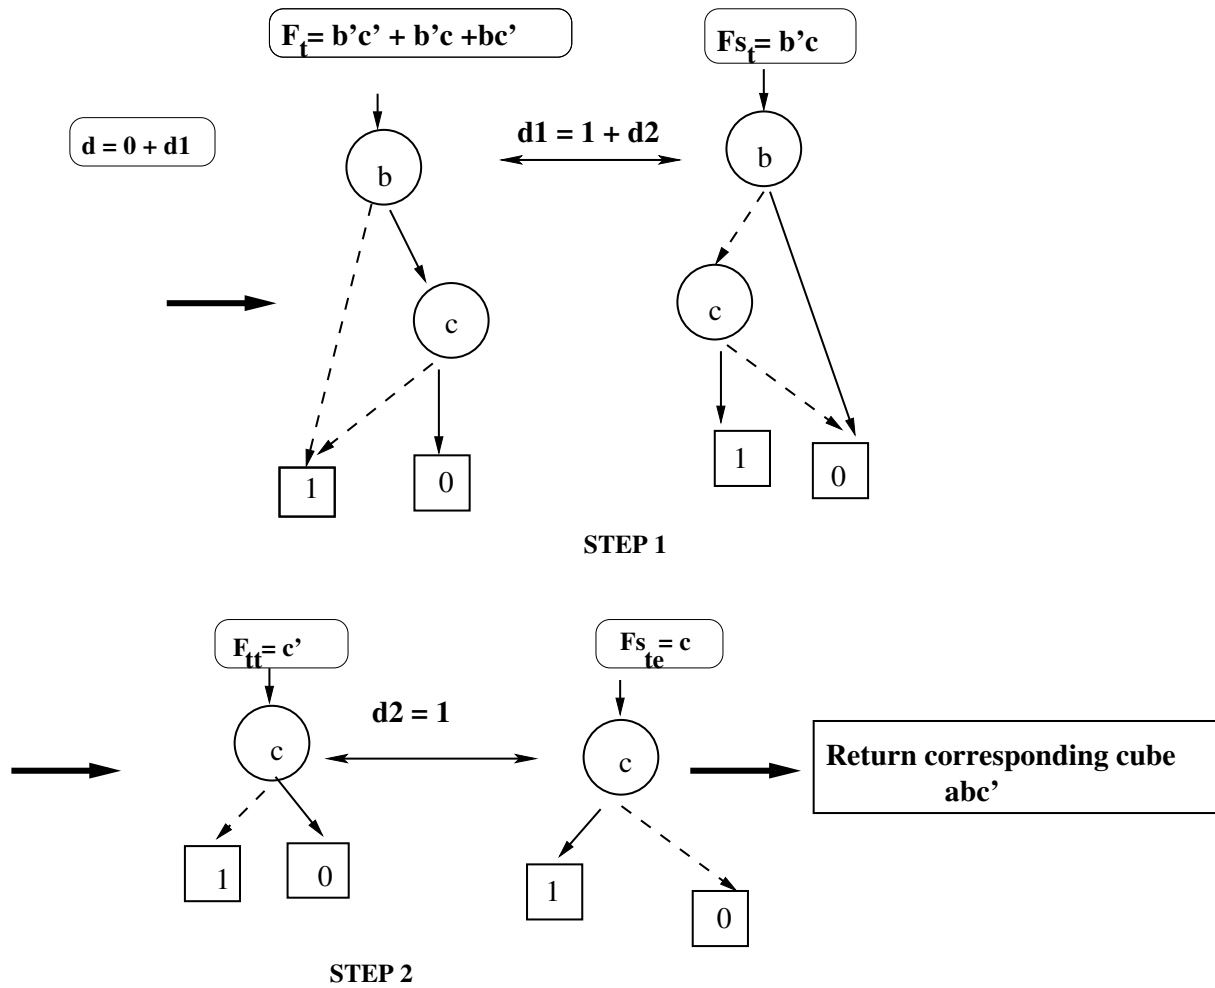 F_t = b’c’ + b’c +bc’
Fs_t = b’c
d = 0 + d1
d1 = 1 + d2
b
b
c
c
1
0
1
0
STEP 1
F_tt = c’
Fs_te = c
d2 = 1
c
c
Return corresponding cube
abc’
1
0
1
0
STEP 2